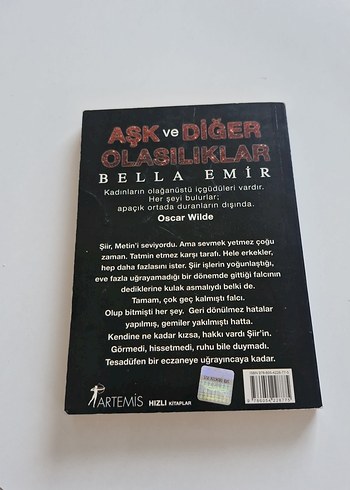 AŞK ve DİĞER
OLASILIKLAR
BELLA EMİR
Kadınların olağanüstü içgüdüleri vardır.
Her şeyi bulurlar;
apaçık ortada duranların dışında.
Oscar Wilde
Şiir, Metin'i seviyordu. Ama sevmek yetmez çoğu
zaman. Tatmin etmez karşı tarafı. Hele erkekler,
hep daha fazlasını ister. Şiir işlerin yoğunlaştığı,
eve fazla uğrayamadığı bir dönemde gittiği falcının
dediklerine kulak asmalıydı belki de.
Tamam, çok geç kalmıştı falcı.
Olup bitmişti her şey. Geri dönülmez hatalar
yapılmış, gemiler yakılmıştı hatta.
Kendine ne kadar kızsa, hakkı vardı Şiir'in.
Görmedi, hissetmedi, ruhu bile duymadı.
Tesadüfen bir eczaneye uğrayıncaya kadar.
ARTEMİS
HIZLI KİTAPLAR